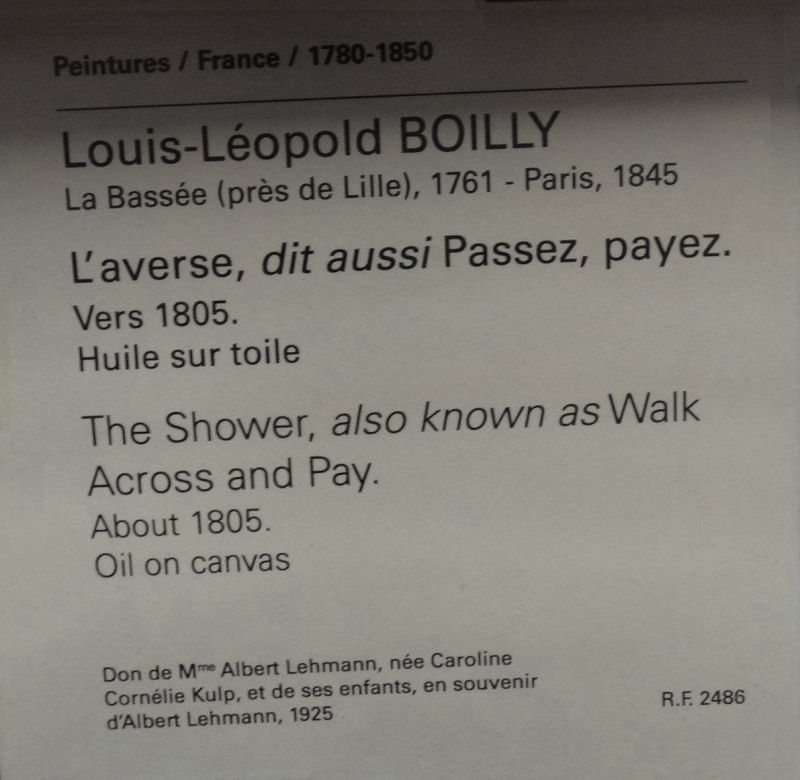 Peintures / France / 1780-1850
Louis-Léopold BOILLY
La Bassée (près de Lille), 1761 - Paris, 1845
L'averse, dit aussi Passez, payez.
Vers 1805.
Huile sur toile
The Shower, also known as Walk
Across and Pay.
About 1805.
Oil on canvas
Don de Mme Albert Lehmann, née Caroline
Cornélie Kulp, et de ses enfants, en souvenir
d'Albert Lehmann, 1925
R.F. 2486